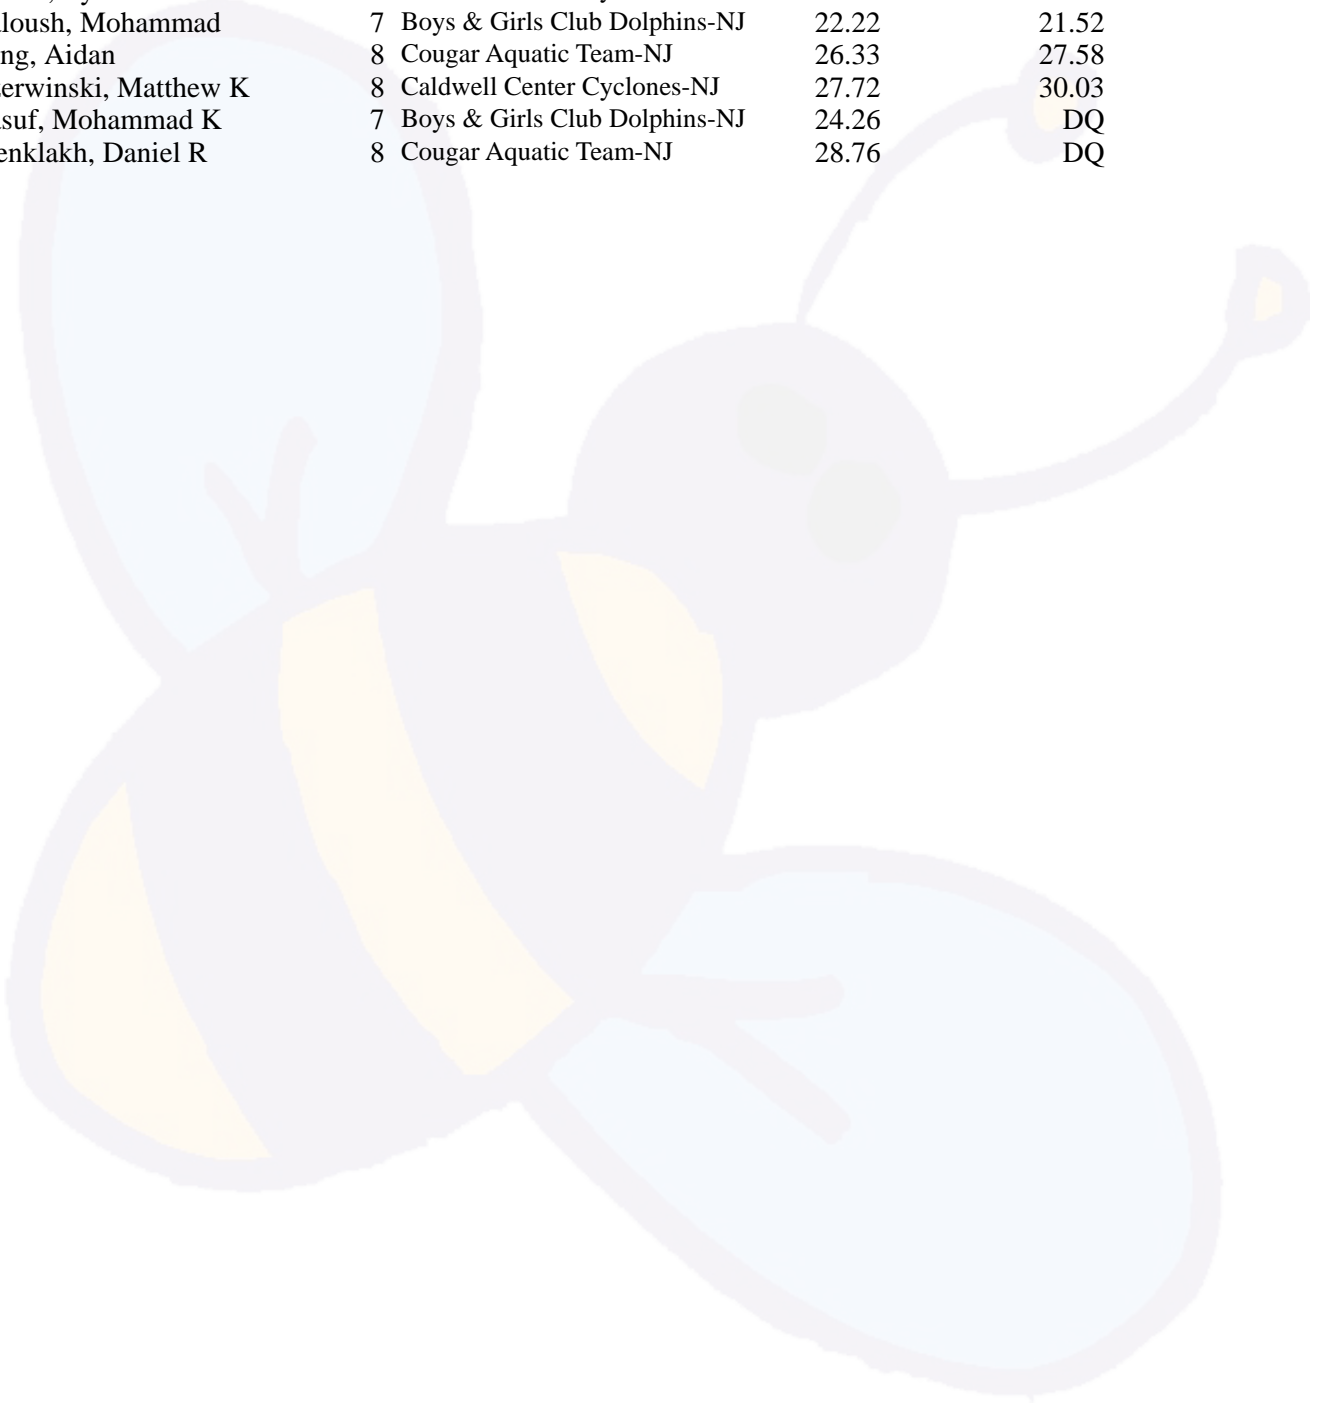 loush, Mohammad 7 Boys & Girls Club Dolphins-NJ 22.22 21.52
ng, Aidan 8 Cougar Aquatic Team-NJ 26.33 27.58
erwinski, Matthew K 8 Caldwell Center Cyclones-NJ 27.72 30.03
suf, Mohammad K 7 Boys & Girls Club Dolphins-NJ 24.26 DQ
enklakh, Daniel R 8 Cougar Aquatic Team-NJ 28.76 DQ